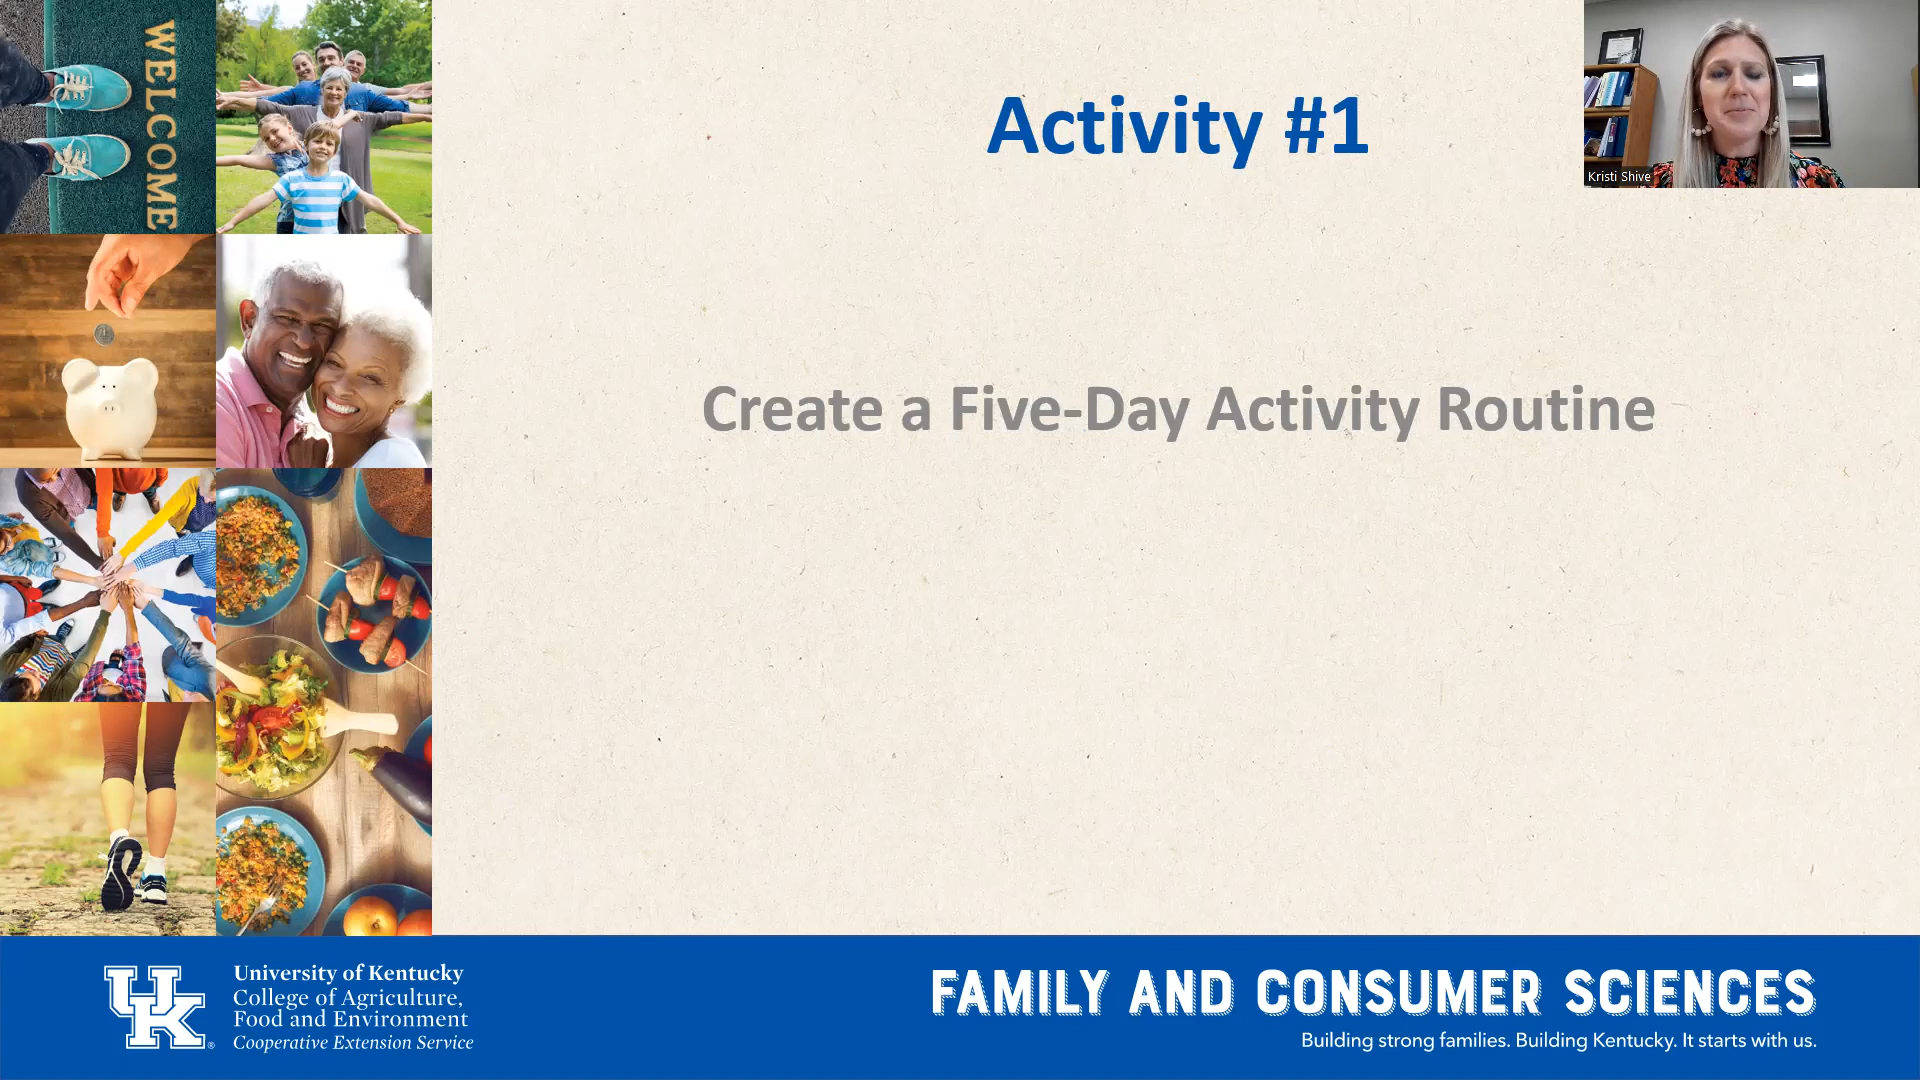 WELCOME
Activity #1
Kristi Shive
Create a Five-Day Activity Routine
UK®
University of Kentucky
College of Agriculture,
Food and Environment
Cooperative Extension Service
FAMILY AND CONSUMER SCIENCES
Building strong families. Building Kentucky. It starts with us.